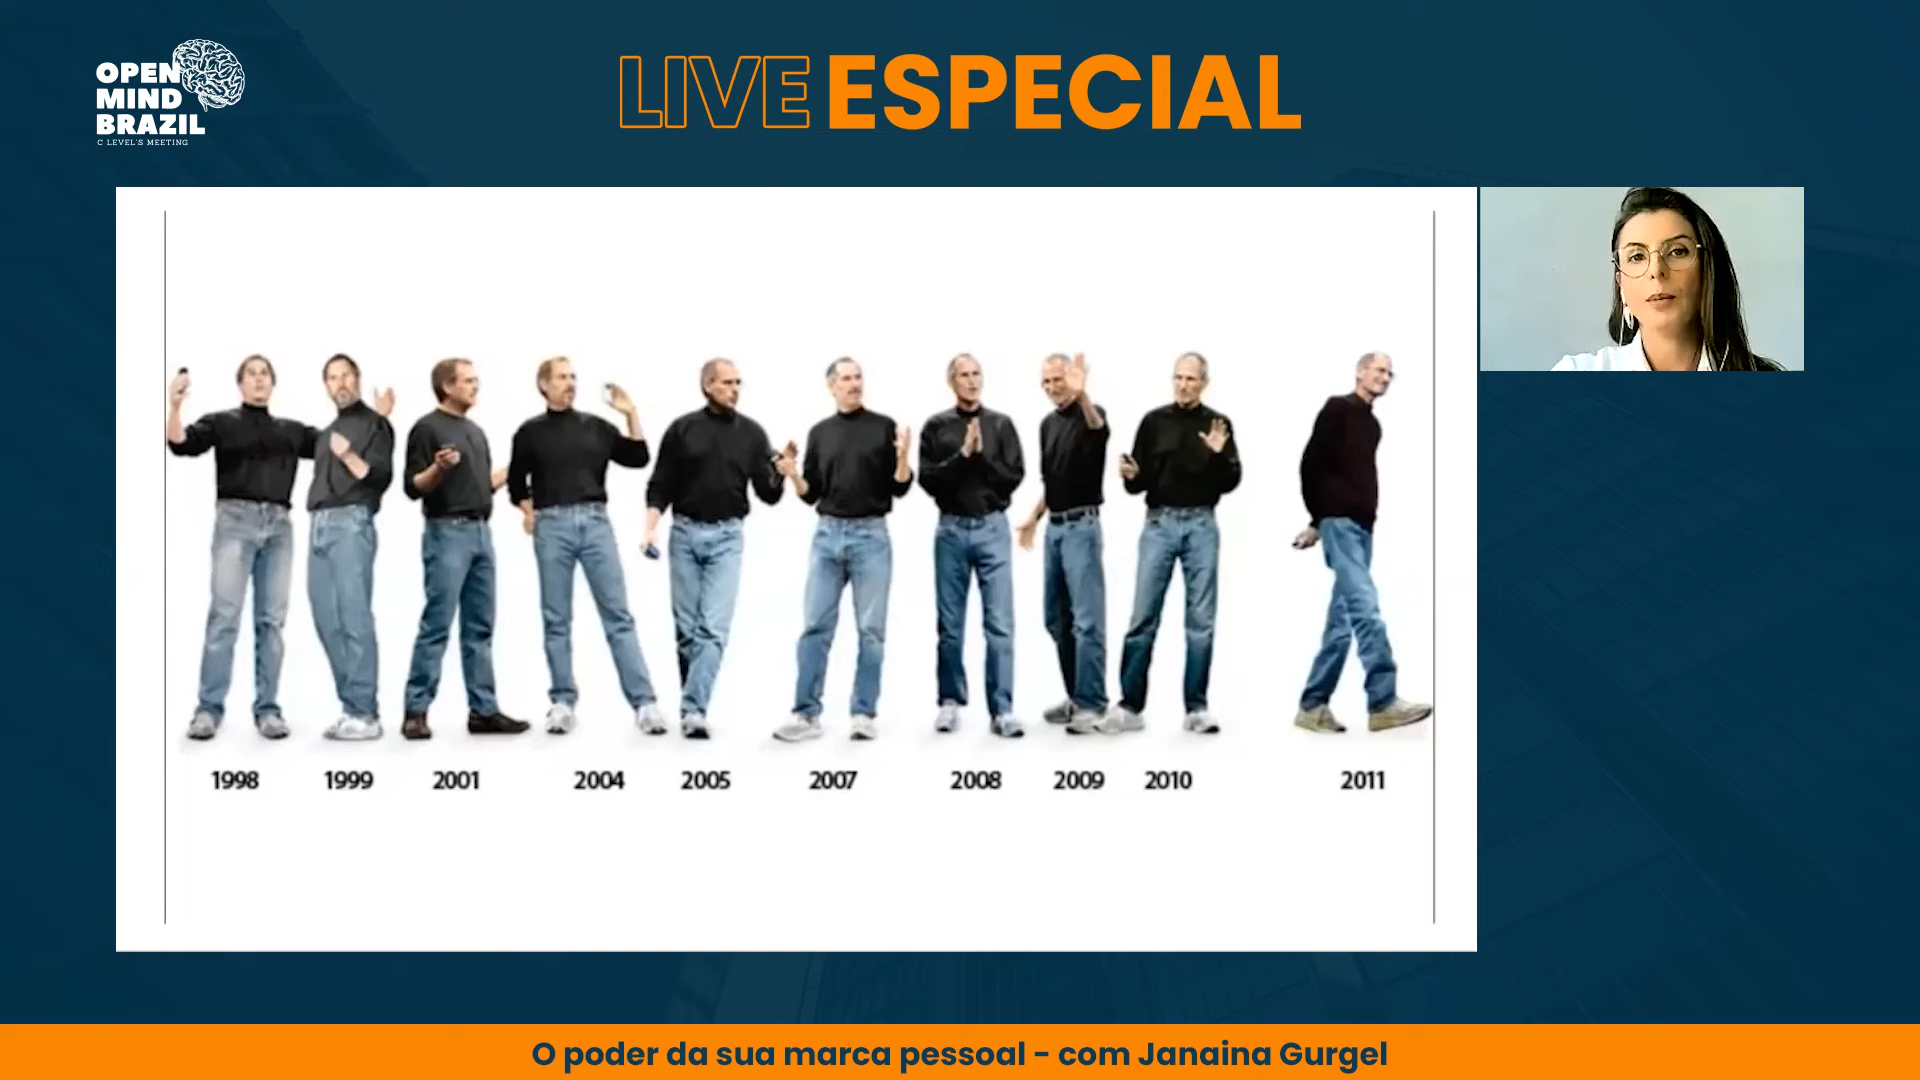 OPEN
MIND
BRAZIL
C LEVEL'S MEETING
LIVE ESPECIAL
1998 1999 2001 2004 2005 2007 2008 2009 2010 2011
O poder da sua marca pessoal - com Janaina Gurgel